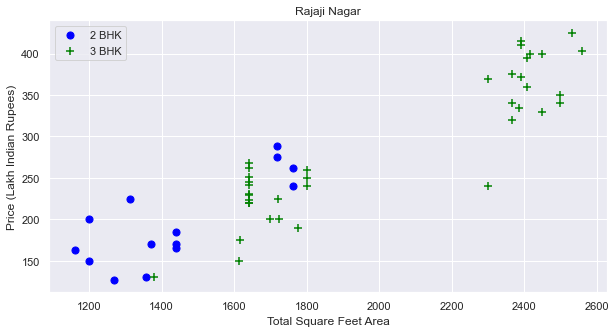 Rajaji Nagar
2 BHK
3 BHK
Price (Lakh Indian Rupees)
400
350
300
250
200
150
1200 1400 1600 1800 2000 2200 2400 2600
Total Square Feet Area